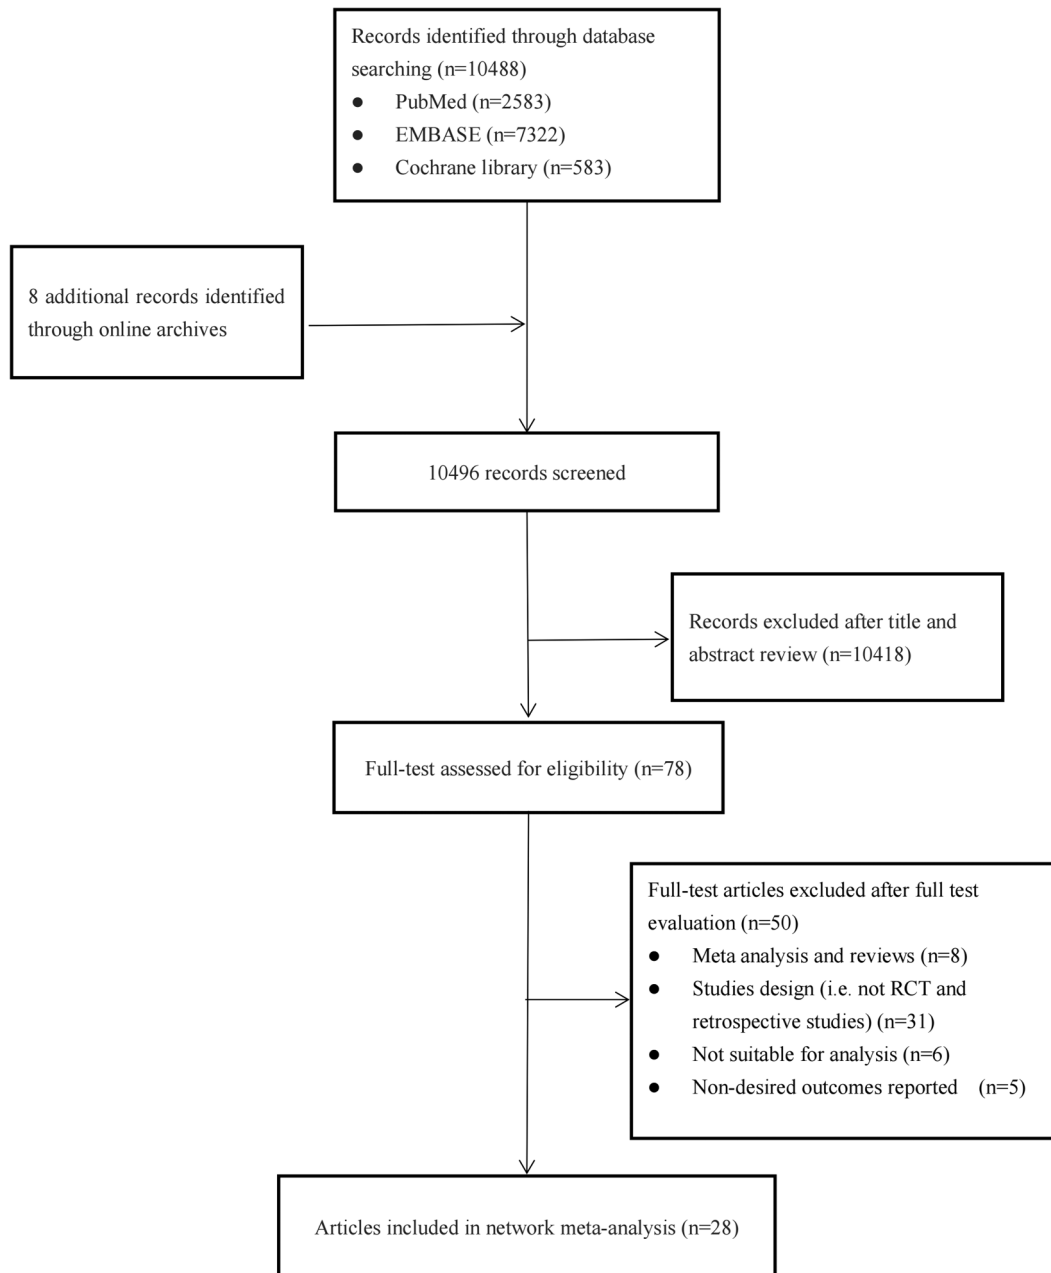 Records identified through database
searching (n=10488)
● PubMed (n=2583)
● EMBASE (n=7322)
● Cochrane library (n=583)
8 additional records identified
through online archives
10496 records screened
Records excluded after title and
abstract review (n=10418)
Full-test assessed for eligibility (n=78)
Full-test articles excluded after full test
evaluation (n=50)
● Meta analysis and reviews (n=8)
● Studies design (i.e. not RCT and
retrospective studies) (n=31)
● Not suitable for analysis (n=6)
● Non-desired outcomes reported (n=5)
Articles included in network meta-analysis (n=28)